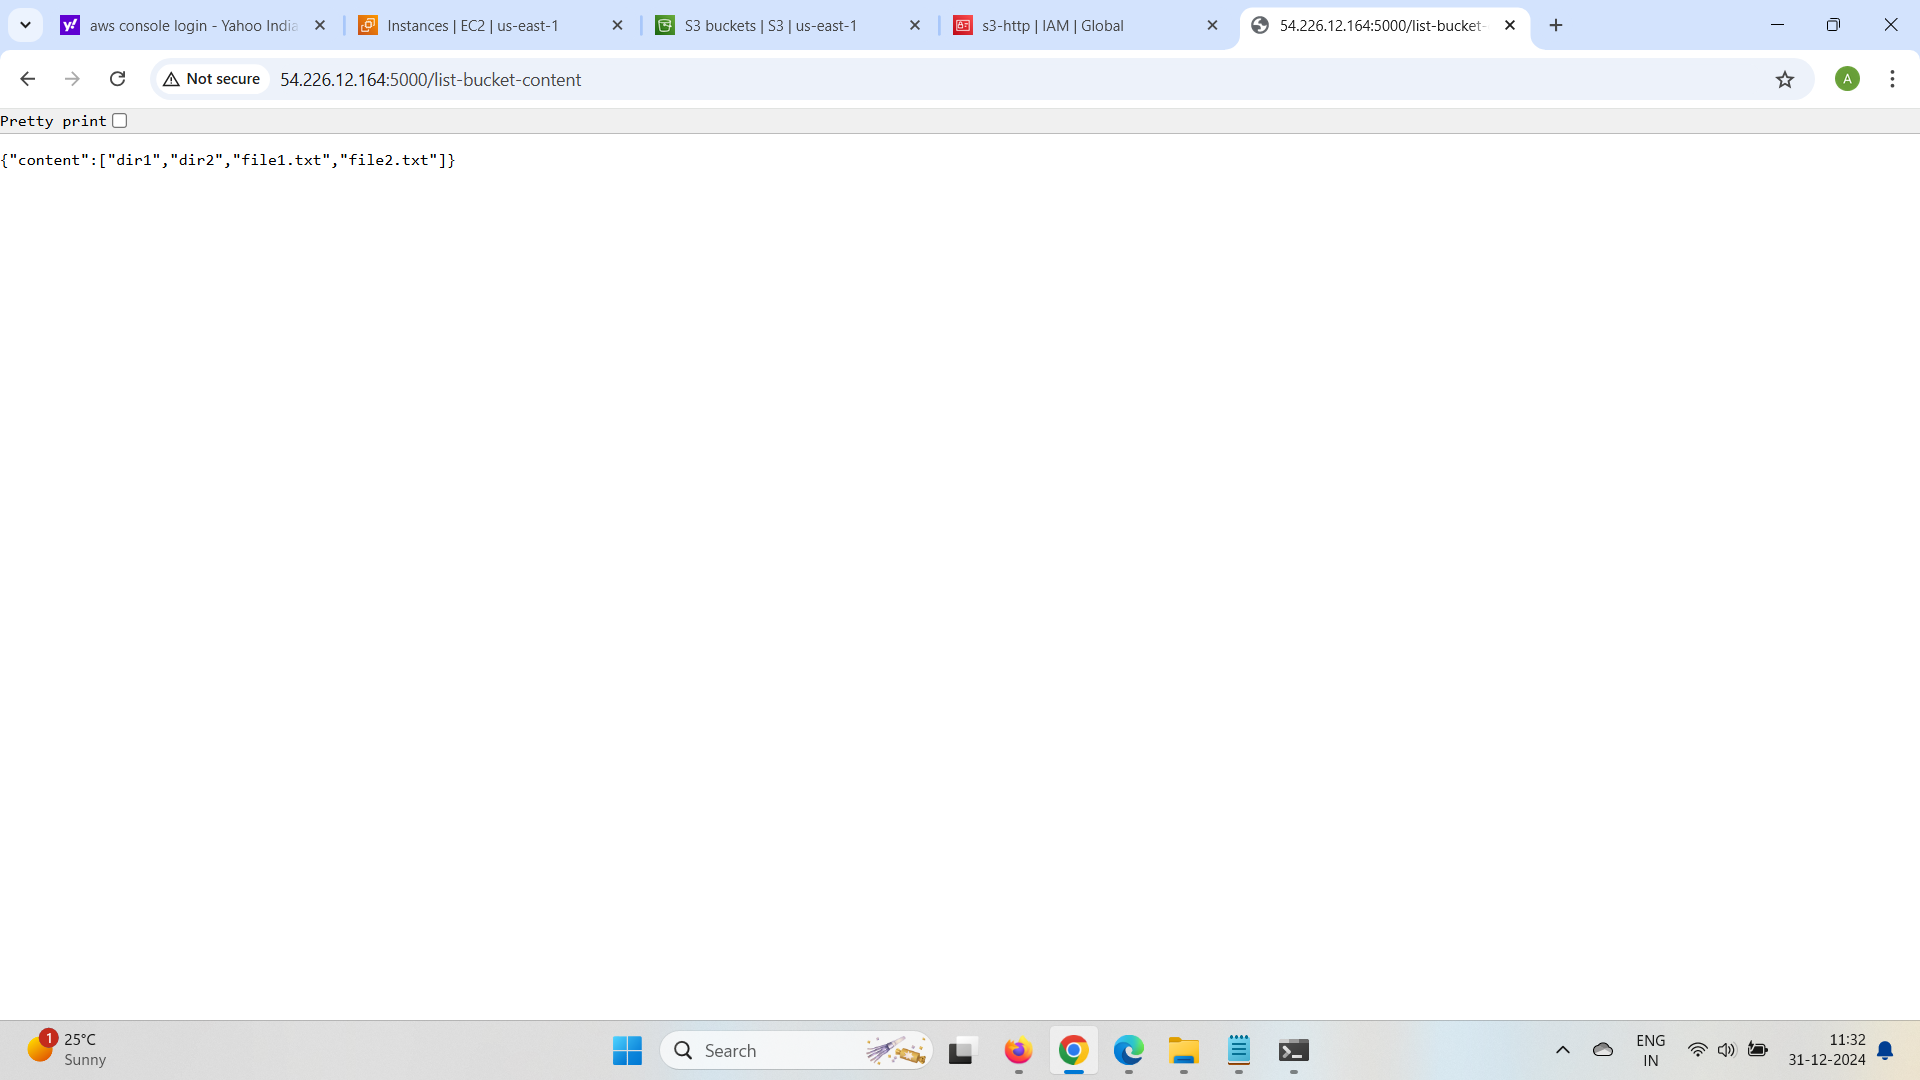 aws console login - Yahoo India
Instances | EC2 | us-east-1
S3 buckets | S3 | us-east-1
s3-http | IAM | Global
54.226.12.164:5000/list-bucket-
Not secure
54.226.12.164:5000/list-bucket-content
A
Pretty print
{"content":["dir1","dir2","file1.txt","file2.txt"]}
1
25°C
Sunny
Search
ENG
IN
11:32
31-12-2024